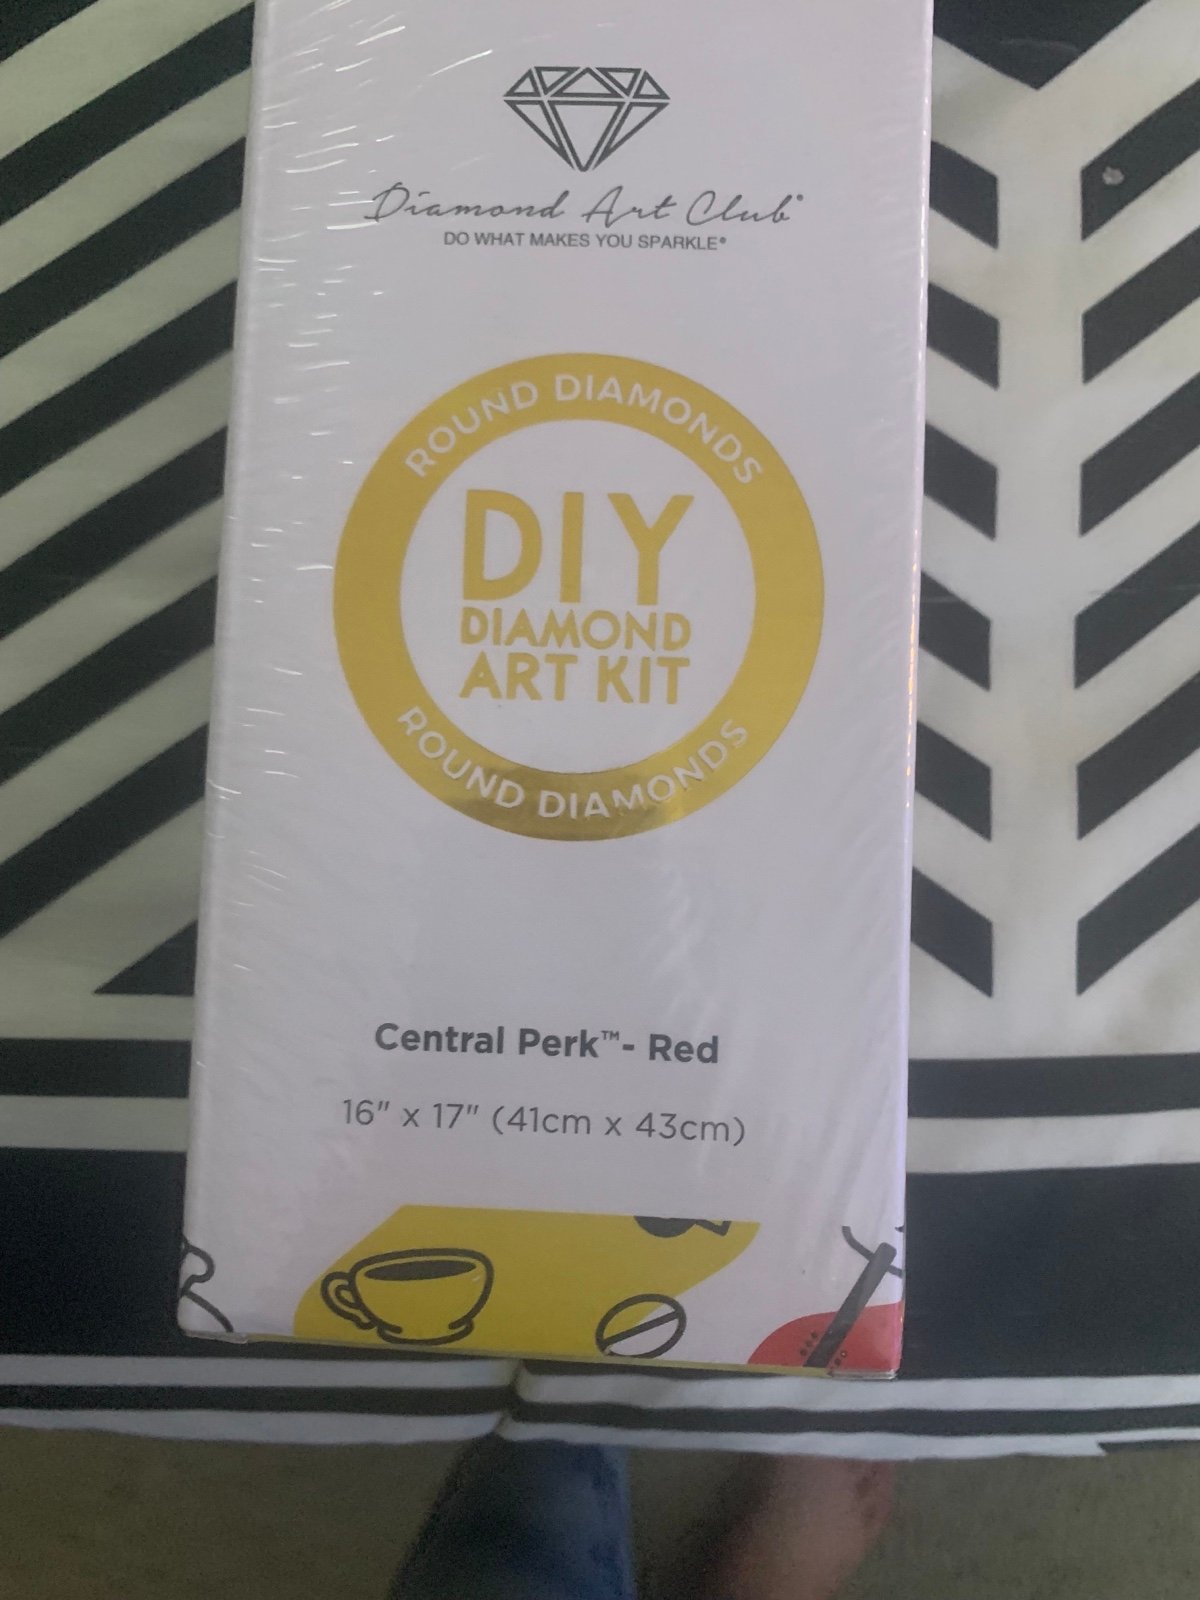 Diamond Art Club®
DO WHAT MAKES YOU SPARKLE®
ROUND DIAMONDS
DIY
DIAMOND
ART KIT
ROUND DIAMONDS
Central Perk™- Red
16" x 17" (41cm x 43cm)